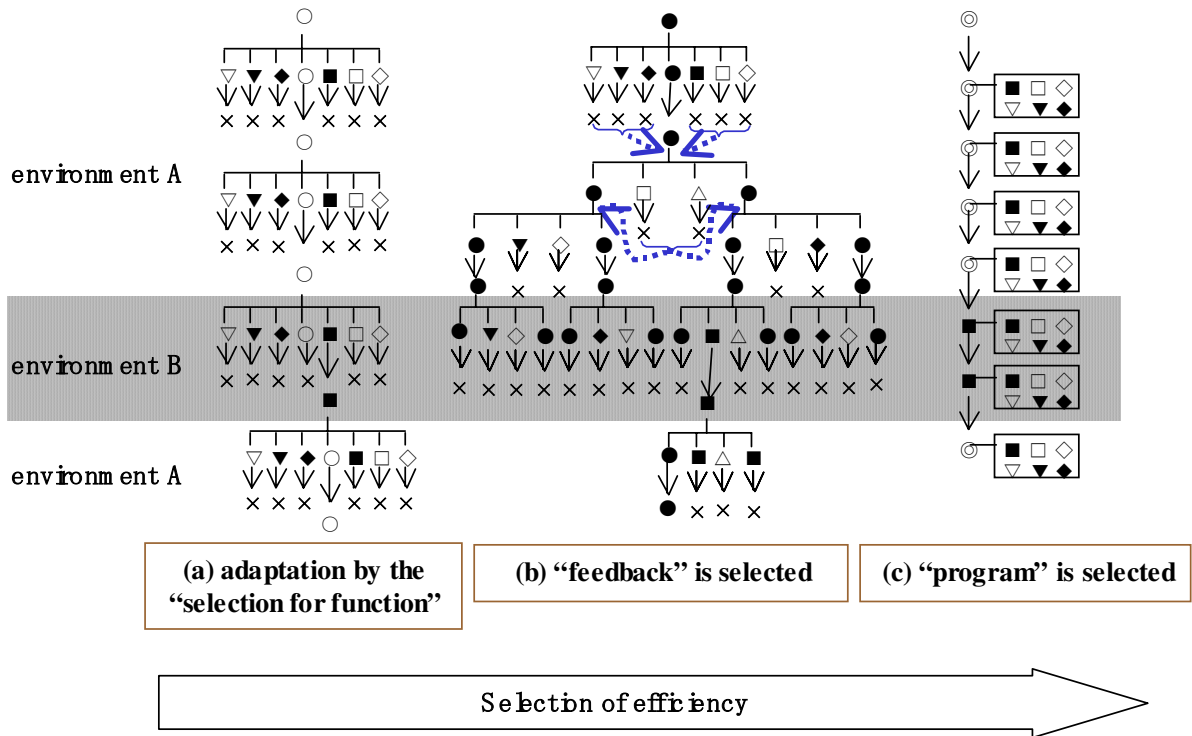 environment A
environment B
environment A
(a) adaptation by the
“selection for function”
(b) “feedback” is selected
(c) “program” is selected
Selection of efficiency